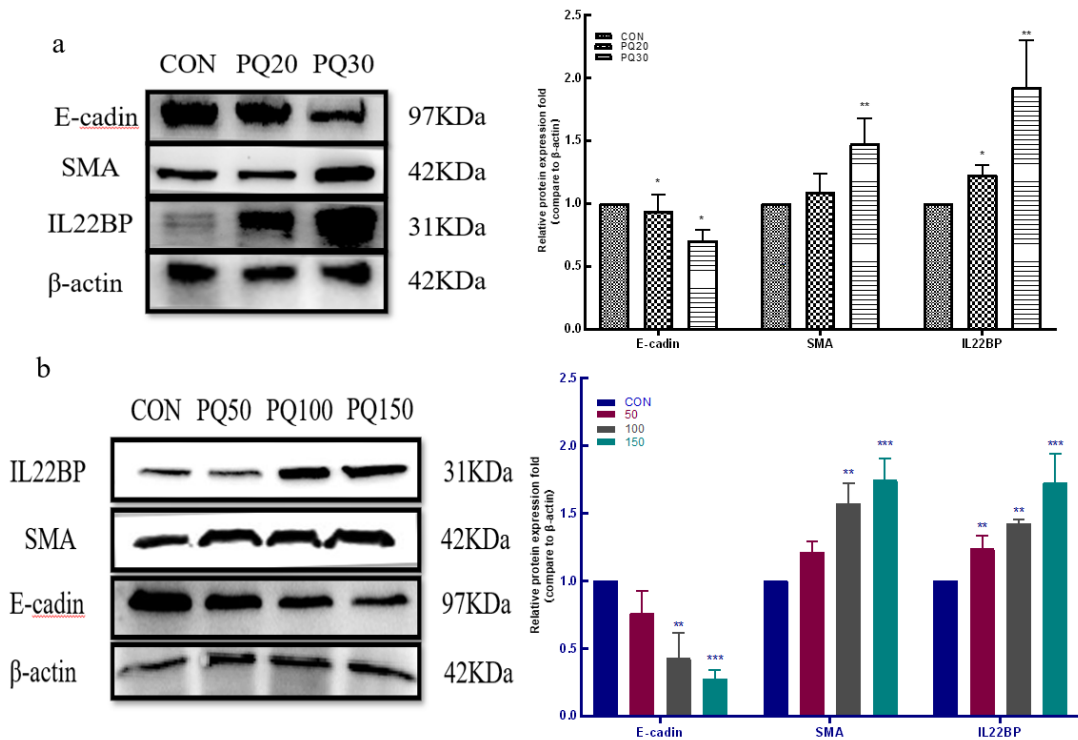 a
CON PQ20 PQ30
E-cadin 97KDa
SMA 42KDa
IL22BP 31KDa
β-actin 42KDa
Relative protein expression fold
(compare to β-actin)
2.5
2.0
1.5
1.0
0.5
0.0
CON
PQ20
PQ30
* * ** * **
E-cadin SMA IL22BP
b
CON PQ50 PQ100 PQ150
IL22BP 31KDa
SMA 42KDa
E-cadin 97KDa
β-actin 42KDa
Relative protein expression fold
(compare to β-actin)
2.5
2.0
1.5
1.0
0.5
0.0
CON
50
100
150
** *** ** *** ** ** ***
E-cadin SMA IL22BP